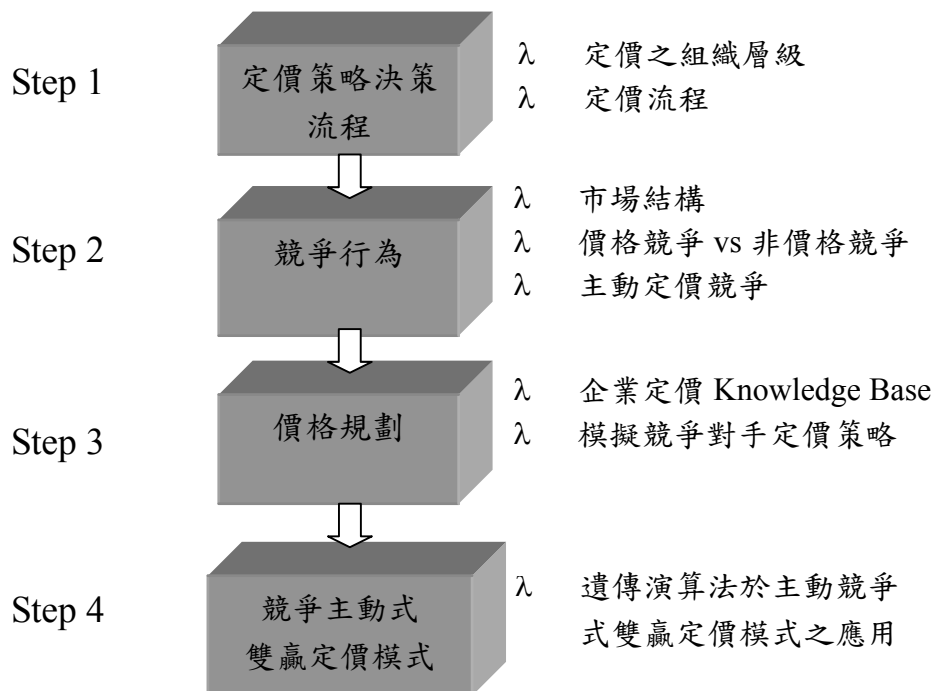 Step 1
定價策略決策
流程
λ 定價之組織層級
λ 定價流程
Step 2
競爭行為
λ 市場結構
λ 價格競爭 vs 非價格競爭
λ 主動定價競爭
Step 3
價格規劃
λ 企業定價 Knowledge Base
λ 模擬競爭對手定價策略
Step 4
競爭主動式
雙贏定價模式
λ 遺傳演算法於主動競爭
式雙贏定價模式之應用